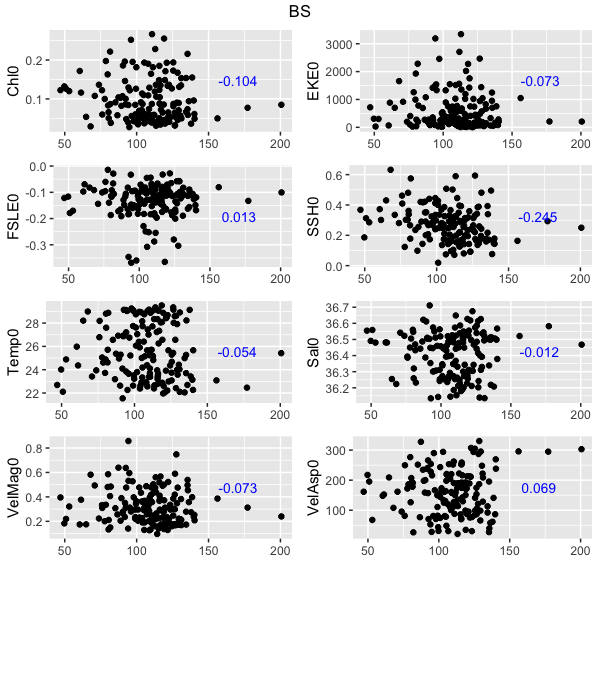 BS
Chl0
0.2
0.1
-0.104
50 100 150 200
EKE0
3000
2000
1000
0
-0.073
50 100 150 200
FSLE0
0.0
-0.1
-0.2
-0.3
0.013
50 100 150 200
SSH0
0.6
0.4
0.2
0.0
-0.245
50 100 150 200
Temp0
28
26
24
22
-0.054
50 100 150 200
Sal0
36.7
36.6
36.5
36.4
36.3
36.2
-0.012
50 100 150 200
VelMag0
0.8
0.6
0.4
0.2
-0.073
50 100 150 200
VelAsp0
300
200
100
0.069
50 100 150 200